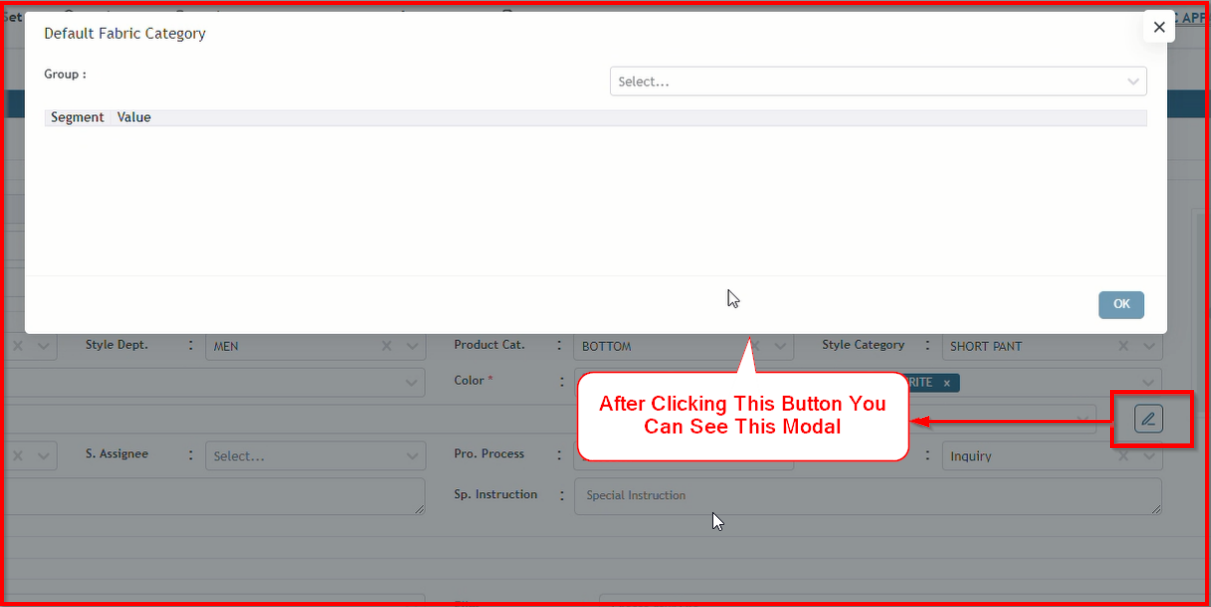 Set
C APP
Default Fabric Category
Group :
Select...
Segment Value
OK
Style Dept. : MEN
Product Cat. : BOTTOM
Style Category : SHORT PANT
Color * :
RITE x
After Clicking This Button You
Can See This Modal
S. Assignee : Select...
Pro. Process :
: Inquiry
Sp. Instruction : Special Instruction